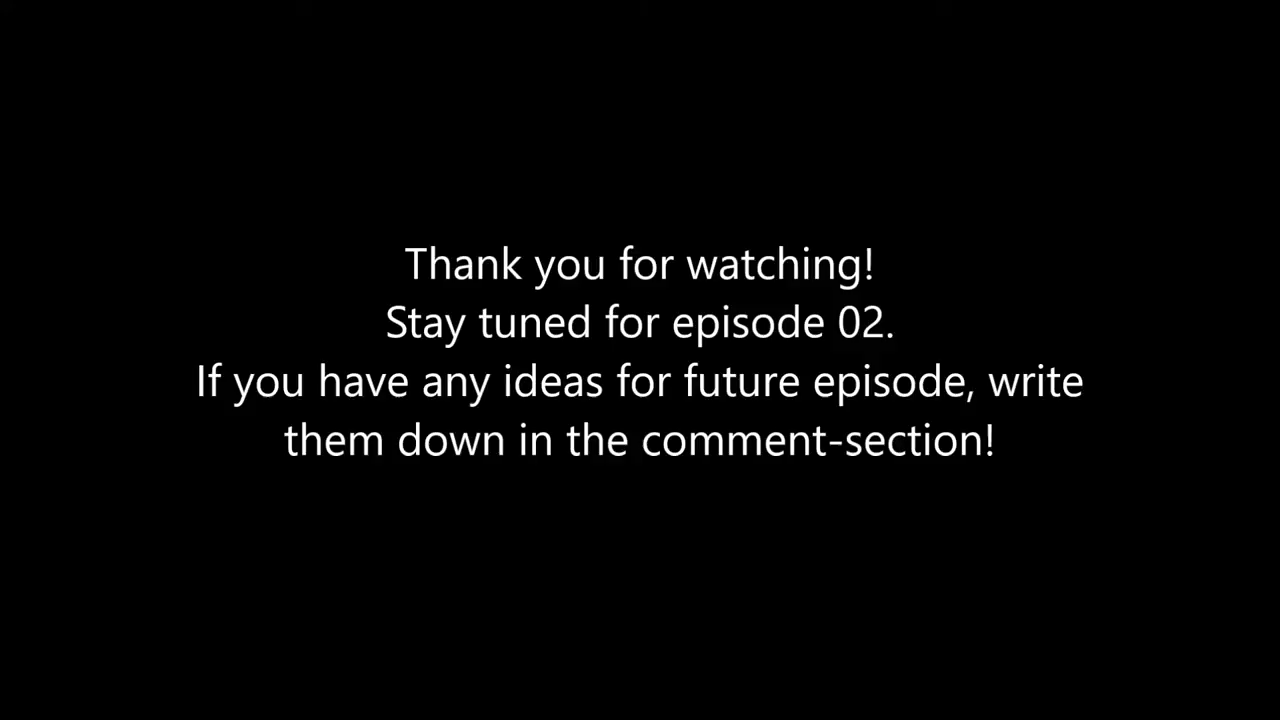 Thank you for watching!
Stay tuned for episode 02.
If you have any ideas for future episode, write
them down in the comment-section!